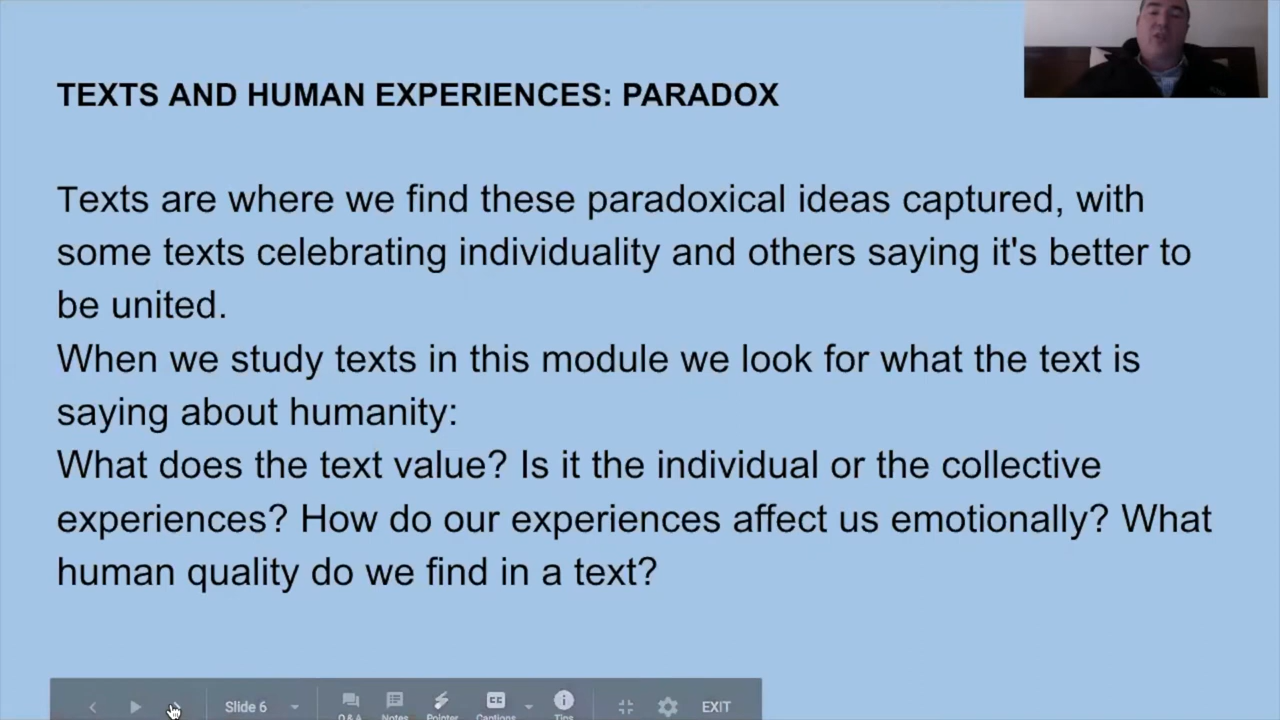 TEXTS AND HUMAN EXPERIENCES: PARADOX
Texts are where we find these paradoxical ideas captured, with
some texts celebrating individuality and others saying it's better to
be united.
When we study texts in this module we look for what the text is
saying about humanity:
What does the text value? Is it the individual or the collective
experiences? How do our experiences affect us emotionally? What
human quality do we find in a text?
Slide 6
Q&A Notes Pointer CC Captions Tips EXIT